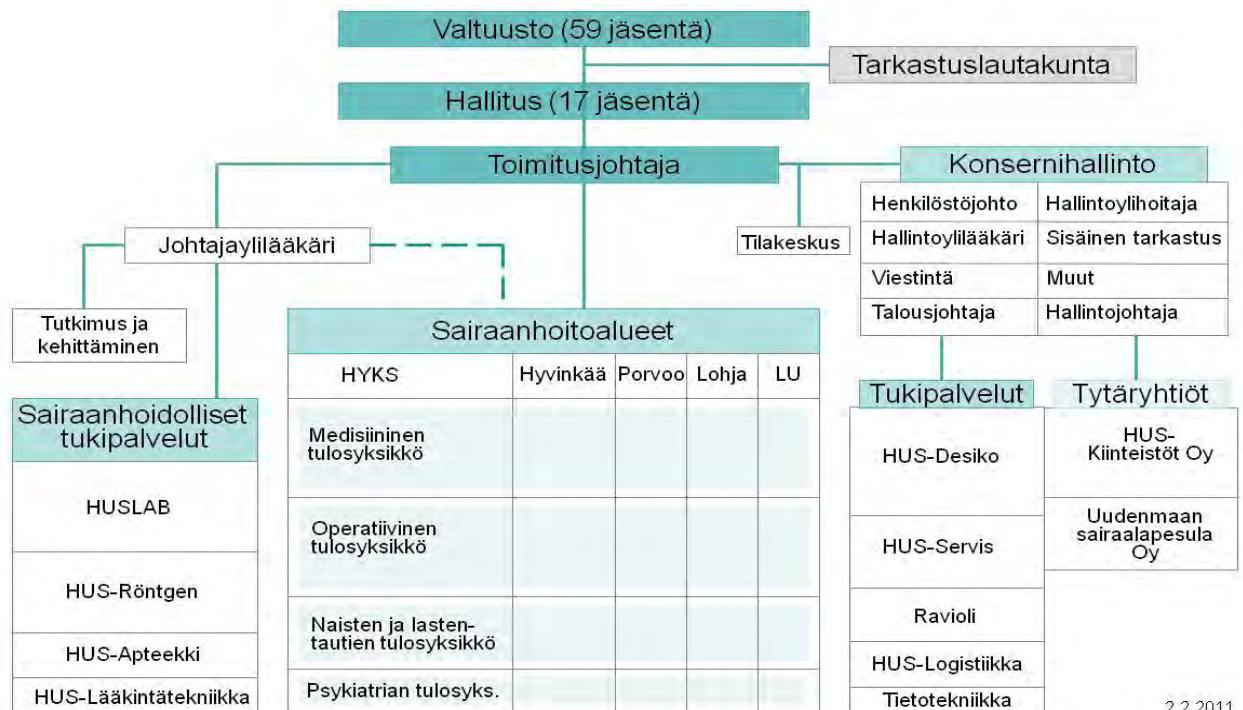 Valtuusto (59 jäsentä)
Tarkastuslautakunta
Hallitus (17 jäsentä)
Toimitusjohtaja
Konsernihallinto
Henkilöstöjohto
Hallintoylihoitaja
Hallintoylilääkäri
Sisäinen tarkastus
Viestintä
Muut
Talousjohtaja
Hallintojohtaja
Johtajaylilääkäri
Tilakeskus
Tutkimus ja
kehittäminen
Sairaanhoitoalueet
HYKS
Hyvinkää
Porvoo
Lohja
LU
Medisiininen
tulosyksikkö
Operatiivinen
tulosyksikkö
Naisten ja lasten-
tautien tulosyksikkö
Psykiatrian tulosyks.
Sairaanhoidolliset
tukipalvelut
HUSLAB
HUS-Röntgen
HUS-Apteekki
HUS-Lääkintätekniikka
Tukipalvelut
HUS-Desiko
HUS-Servis
Ravioli
HUS-Logistiikka
Tietotekniikka
Tytäryhtiöt
HUS-
Kiinteistöt Oy
Uudenmaan
sairaalapesula
Oy
2.2.2011